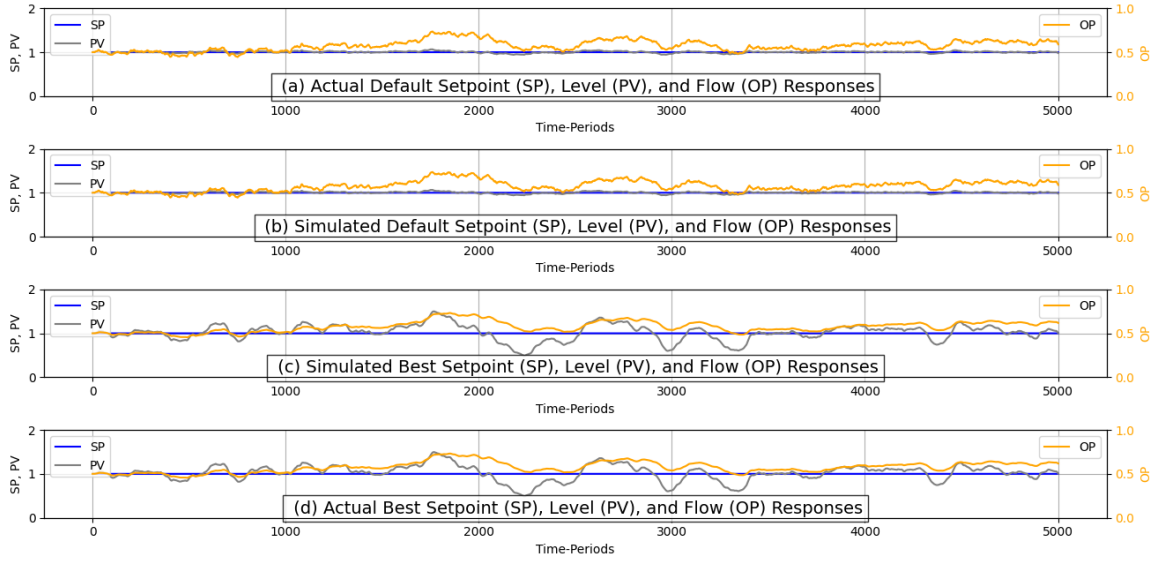 2
1
0
SP, PV
SP
PV
OP
1.0
0.5
0.0
OP
(a) Actual Default Setpoint (SP), Level (PV), and Flow (OP) Responses
0 1000 2000 3000 4000 5000
Time-Periods
2
1
0
SP, PV
SP
PV
OP
1.0
0.5
0.0
OP
(b) Simulated Default Setpoint (SP), Level (PV), and Flow (OP) Responses
0 1000 2000 3000 4000 5000
Time-Periods
2
1
0
SP, PV
SP
PV
OP
1.0
0.5
0.0
OP
(c) Simulated Best Setpoint (SP), Level (PV), and Flow (OP) Responses
0 1000 2000 3000 4000 5000
Time-Periods
2
1
0
SP, PV
SP
PV
OP
1.0
0.5
0.0
OP
(d) Actual Best Setpoint (SP), Level (PV), and Flow (OP) Responses
0 1000 2000 3000 4000 5000
Time-Periods